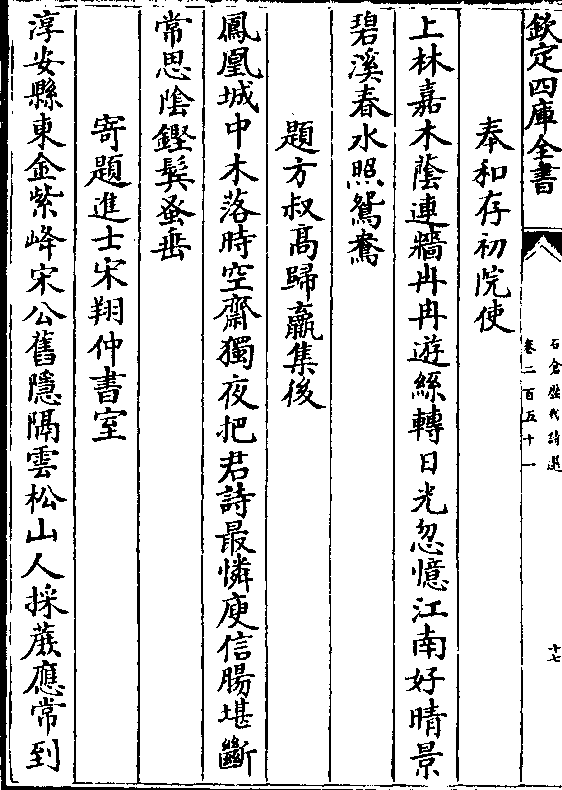 欽定四庫全書
石倉歷代詩選
卷二百五十一
十七
奉和存初院使
上林嘉木蔭連牆冉冉遊絲轉日光忽憶江南好晴景
碧溪春水照鴛鴦
題方叔高歸羸集後
鳳凰城中木落時空齋獨夜把君詩最憐庾信腸堪斷
常思陰鏗鬂蚤垂
寄題進士宋翔仲書室
淳安縣東金紫峰宋公舊隱隔雲松山人採蕨應常到